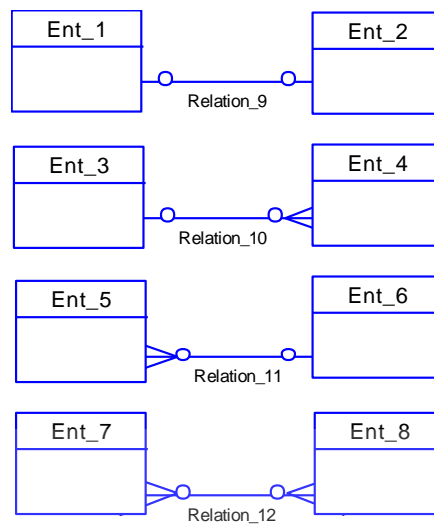 Ent_1 Ent_2
Relation_9
Ent_3 Ent_4
Relation_10
Ent_5 Ent_6
Relation_11
Ent_7 Ent_8
Relation_12